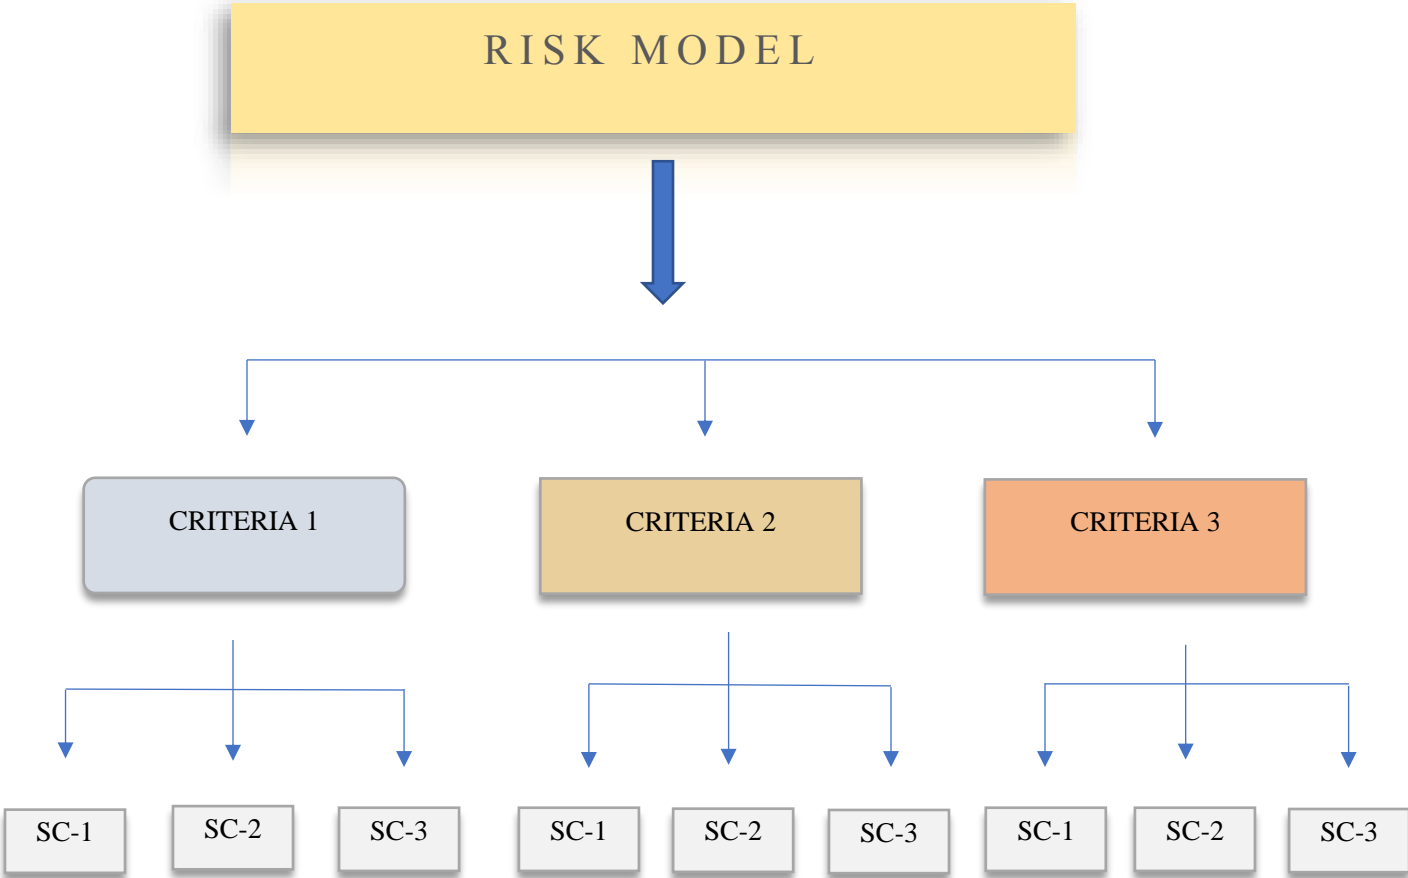 RISK MODEL
CRITERIA 1
CRITERIA 2
CRITERIA 3
SC-1
SC-2
SC-3
SC-1
SC-2
SC-3
SC-1
SC-2
SC-3